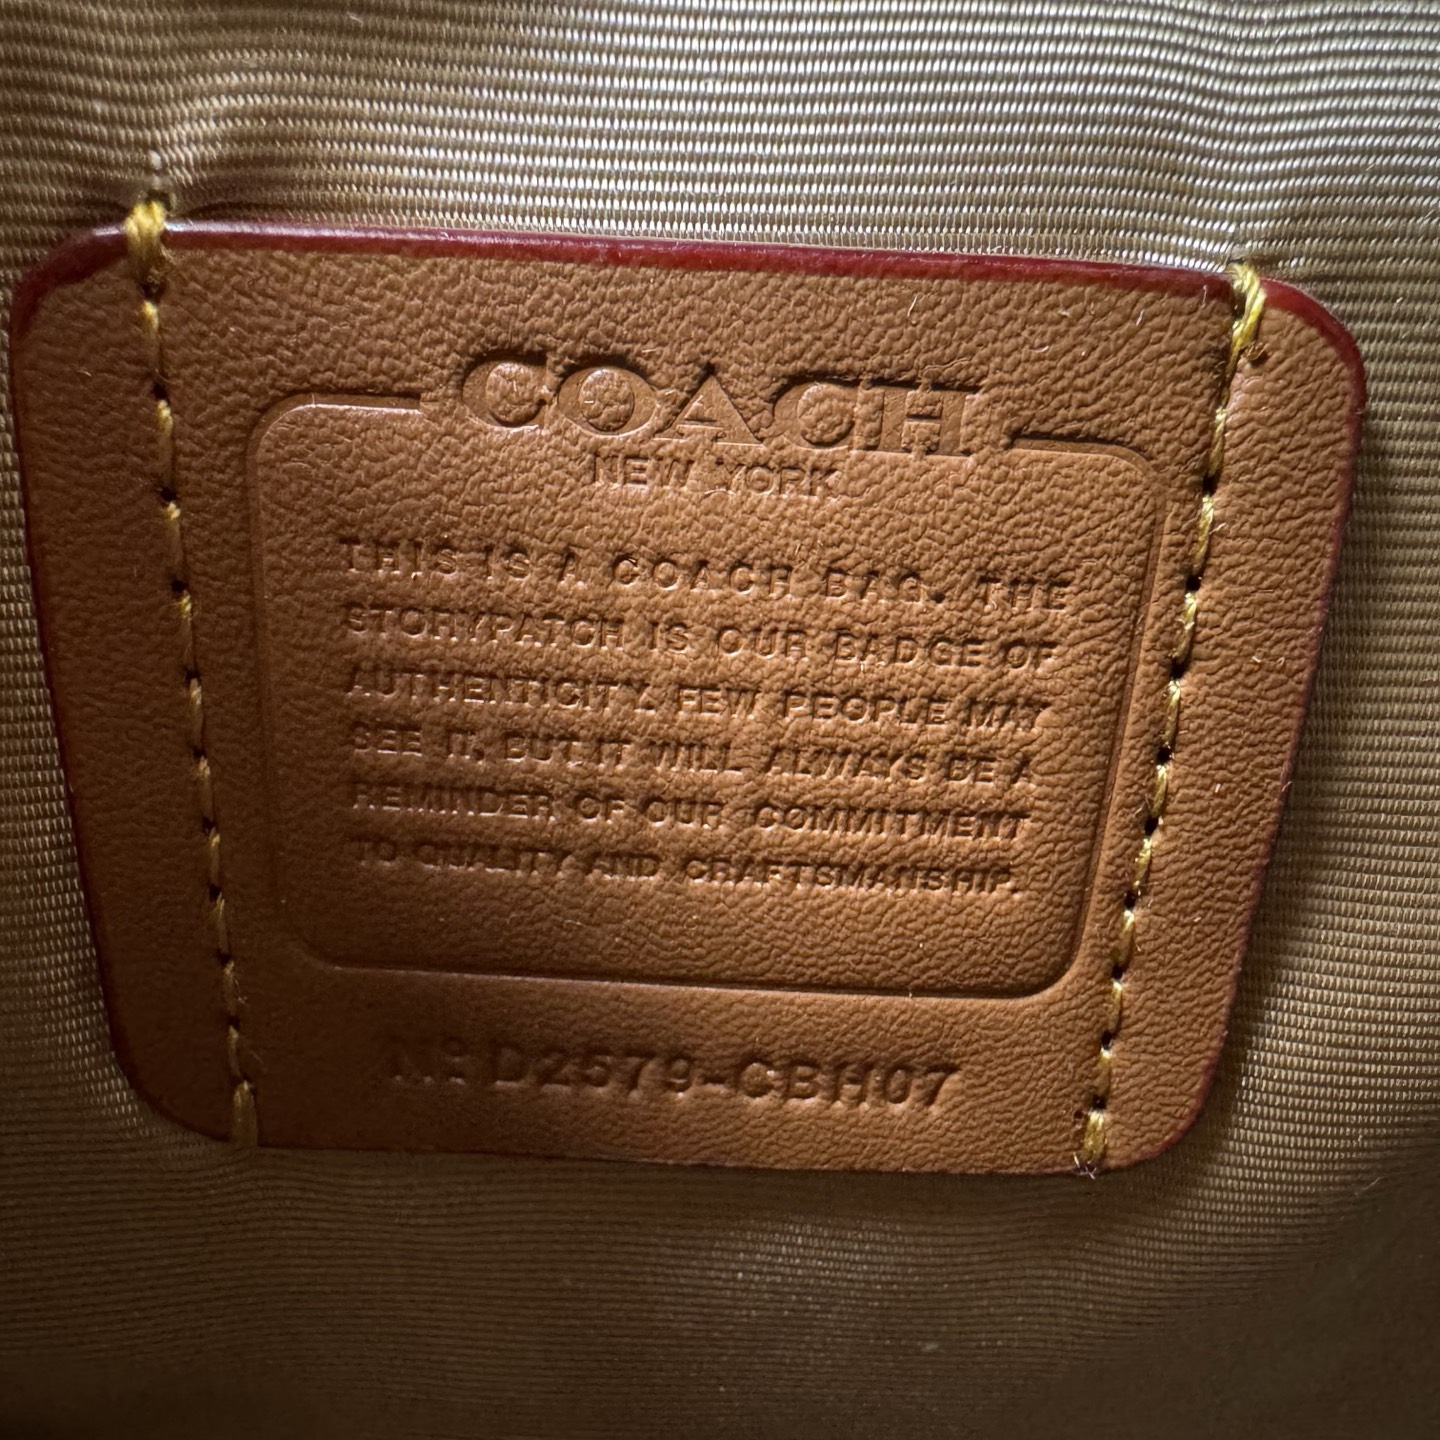 COACH
NEW YORK
THIS IS A COACH BAG. THE
STORYPATCH IS OUR BADGE OF
AUTHENTICITY. FEW PEOPLE MAY
SEE IT, BUT IT WILL ALWAYS BE A
REMINDER OF OUR COMMITMENT
TO QUALITY AND CRAFTSMANSHIP.
Nº D2579-CBH07